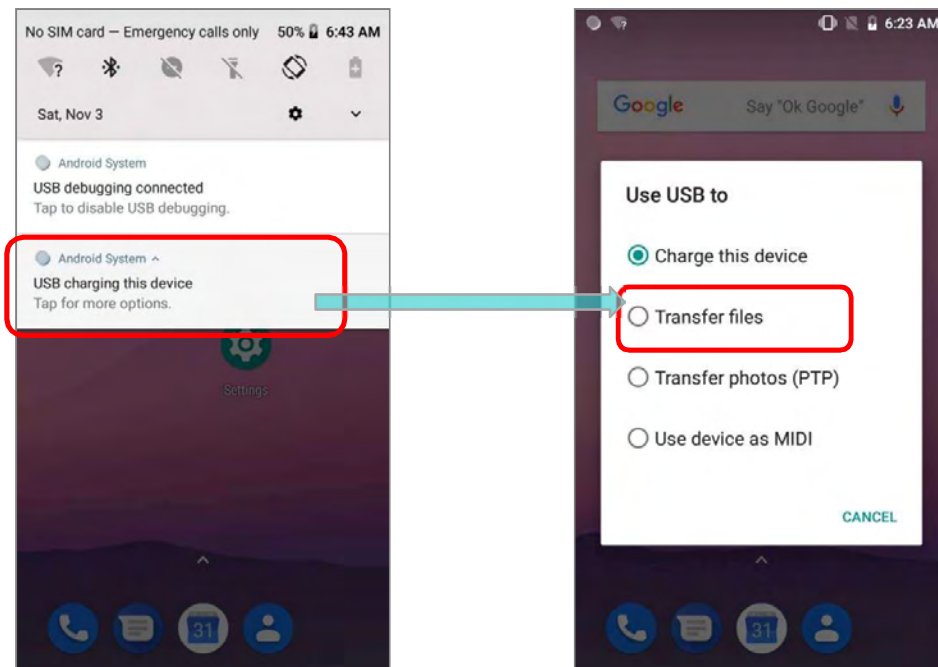 No SIM card — Emergency calls only 50% 6:43 AM
Sat, Nov 3
Android System
USB debugging connected
Tap to disable USB debugging.
Android System
USB charging this device
Tap for more options.
Settings
31
6:23 AM
Google Say "Ok Google"
Use USB to
Charge this device
Transfer files
Transfer photos (PTP)
Use device as MIDI
CANCEL
31